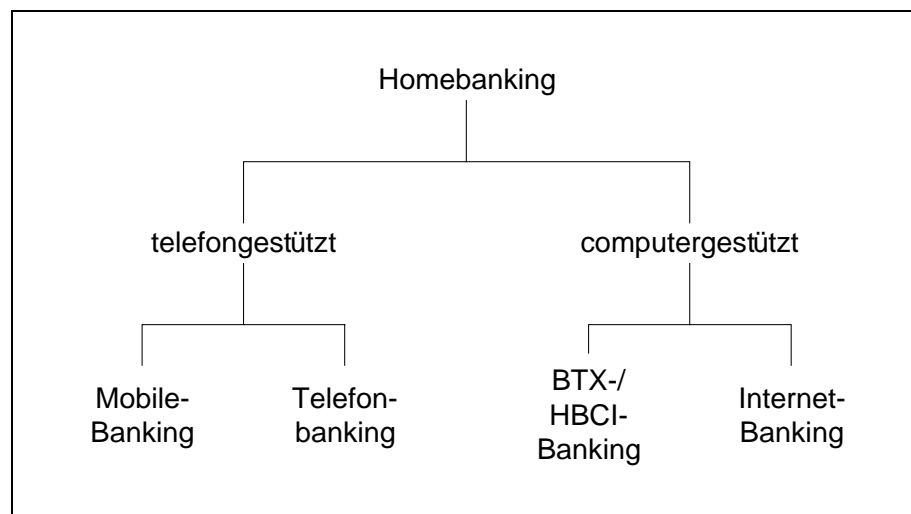 Homebanking
telefongestützt
computergestützt
Mobile-
Banking
Telefon-
banking
BTX-/
HBCI-
Banking
Internet-
Banking